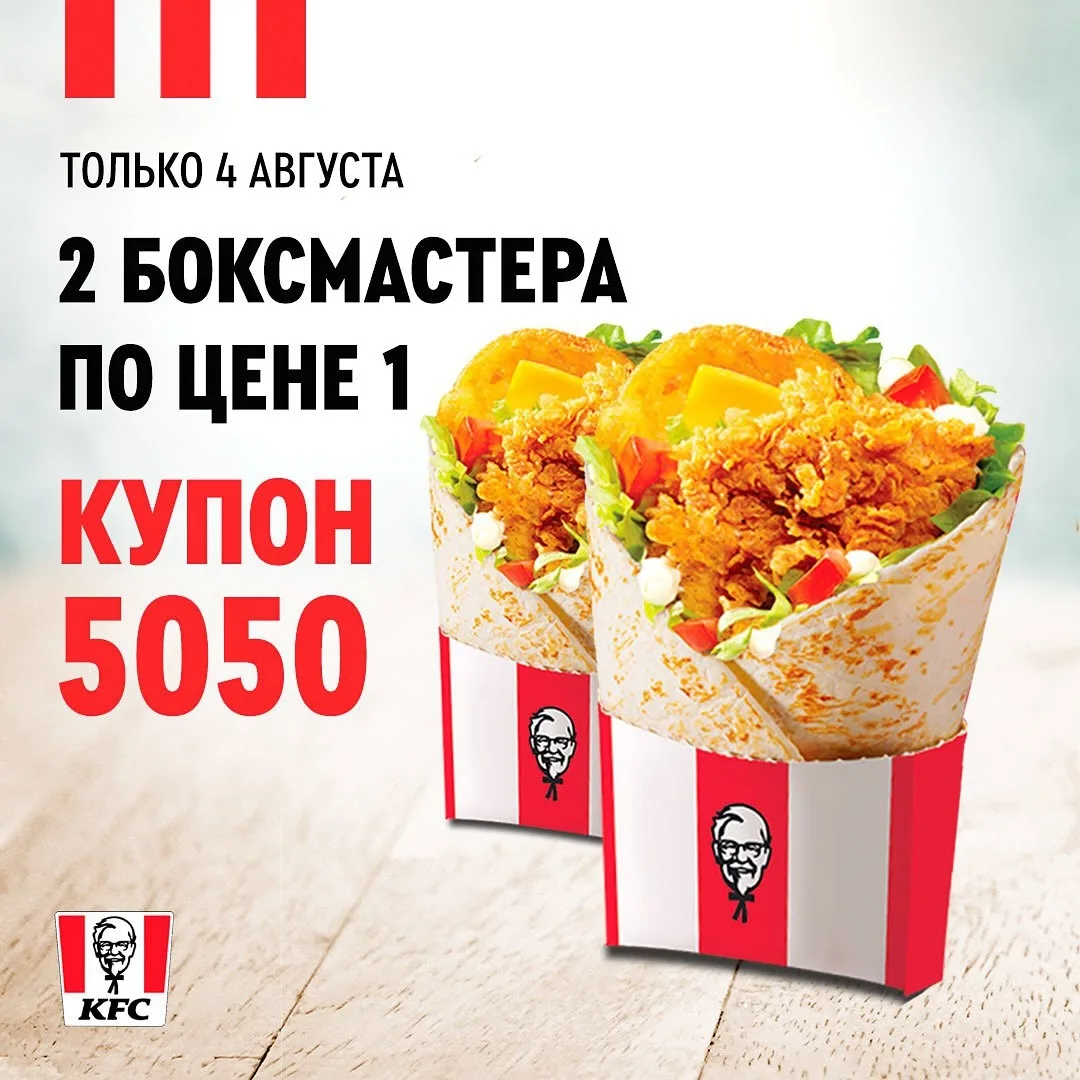 ТОЛЬКО 4 АВГУСТА
2 БОКСМАСТЕРА
ПО ЦЕНЕ 1
КУПОН
5050
KFC